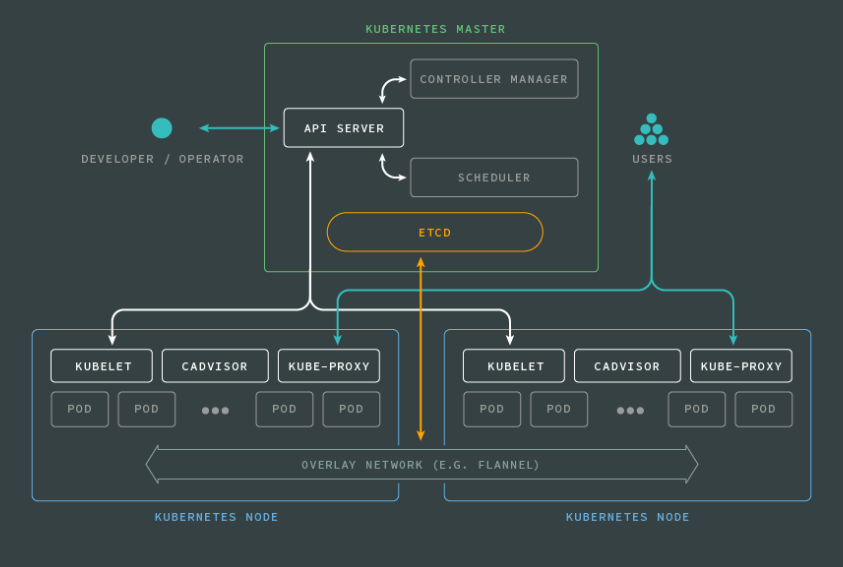 KUBERNETES MASTER
CONTROLLER MANAGER
API SERVER
DEVELOPER / OPERATOR
USERS
SCHEDULER
ETCD
KUBELET
CADVISOR
KUBE-PROXY
KUBELET
CADVISOR
KUBE-PROXY
POD
POD
POD
POD
POD
POD
POD
POD
OVERLAY NETWORK (E.G. FLANNEL)
KUBERNETES NODE
KUBERNETES NODE